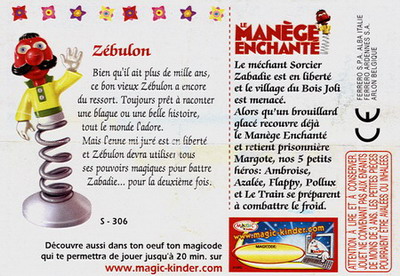 Zébulon
Bien qu'il ait plus de mille ans,
ce bon vieux Zébulon a encore
du ressort. Toujours prêt à raconter
une blague ou une belle histoire,
tout le monde l'adore.
Mais l'enne mi juré est en liberté
et Zébulon devra utiliser tous
ses pouvoirs magiques pour battre
Zabadie... pour la deuxième fois.
S - 306
Découvre aussi dans ton oeuf ton magicode
qui te permettra de jouer jusqu'à 20 min. sur
www.magic-kinder.com
LE MANÈGE
ENCHANTÉ
Le méchant Sorcier
Zabadie est en liberté
et le village du Bois Joli
est menacé.
Alors qu'un brouillard
glacé recouvre déjà
le Manège Enchanté
et retient prisonnière
Margote, nos 5 petits
héros: Ambroise,
Azalée, Flappy, Pollux
et Le Train se préparent
à combattre le froid.
www.magic-kinder.com
MAGICODE
FERRERO S.P.A. ALBA ITALIE
FERRERO ARDENNES S.A.
ARLON BELGIQUE
CE
ATTENTION À LIRE ET À CONSERVER
JOUET NE CONVENANT PAS AUX ENFANTS
DE MOINS DE 3 ANS. LES PETITES PIÈCES
POURRAIENT ÊTRE AVALÉES OU INHALÉES.